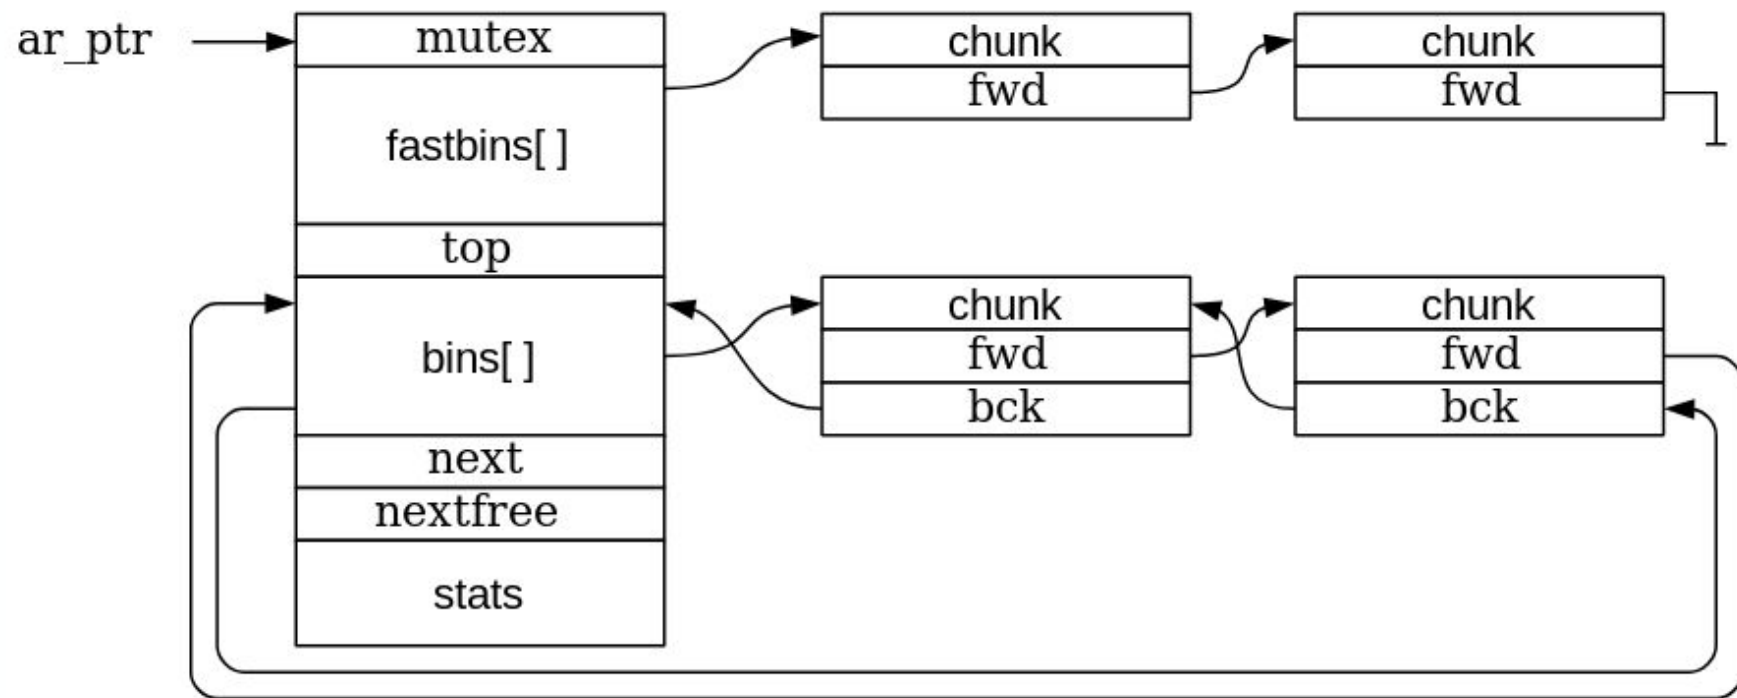 ar_ptr
mutex
fastbins[ ]
top
bins[ ]
next
nextfree
stats
chunk
fwd
chunk
fwd
chunk
fwd
bck
chunk
fwd
bck